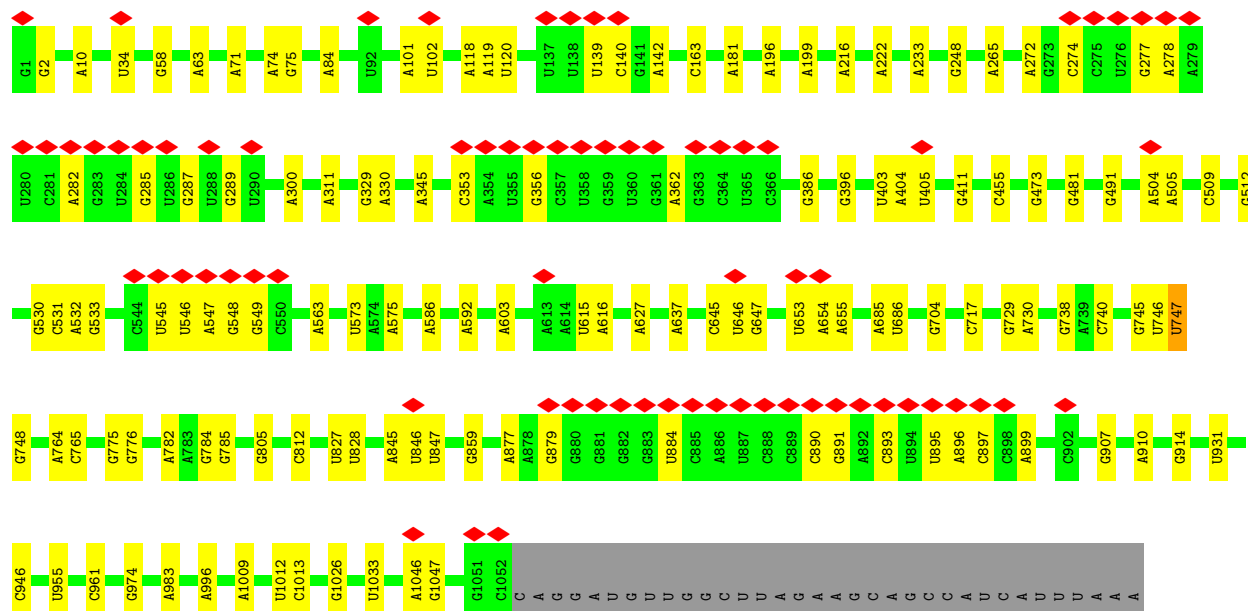 G1 G2 A10 U34 G58 A63 A71 A74 G75 A84 U92 A101 U102 A118 A119 U120 U137 U138 U139 C140 G141 A142 C163 A181 A196 A199 A216 A222 A233 G248 A265 A272 G273 C274 C275 U276 G277 A278 A279
U280 C281 A282 G283 U284 G285 U286 G287 U288 G289 U290 A300 A311 G329 A330 A345 C353 A354 U355 G356 C357 U358 G359 U360 G361 A362 G363 C364 U365 C366 G386 G396 U403 A404 U405 G411 C455 G473 G481 G491 A504 A505 C509 G512
G530 C531 A532 G533 C544 U545 U546 A547 G548 G549 C550 A563 U573 A574 A575 A586 A592 A603 A613 A614 U615 A616 A627 A637 C645 U646 G647 U653 A654 A655 A685 U686 G704 C717 G729 A730 G738 A739 C740 G745 U746 U747
G748 A764 C765 G775 G776 A782 A783 G784 G785 G805 C812 U827 U828 A845 U846 U847 G859 A877 A878 G879 G880 G881 G882 G883 U884 C885 A886 U887 C888 C889 C890 G891 A892 C893 U894 U895 A896 C897 C898 A899 C902 G907 A910 G914 U931
C946 U955 C961 G974 A983 A996 A1009 U1012 C1013 G1026 U1033 A1046 G1047 G1051 C1052 C A G G A U G U U G G C U U A G A A G C A G C C A U C A U U U A A A